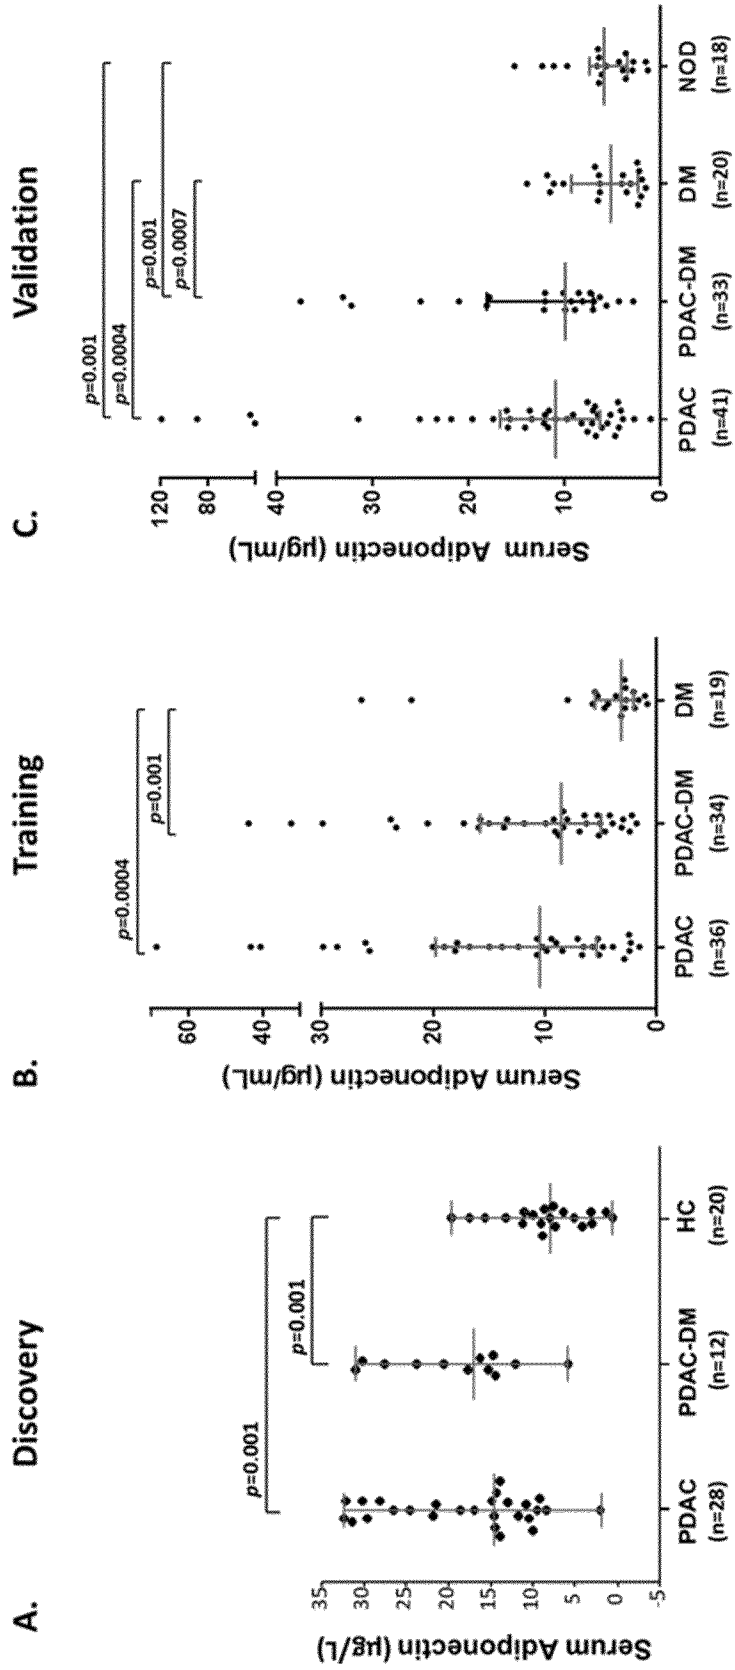 A. Discovery
Serum Adiponectin (µg/L)
35
30
25
20
15
10
5
0
-5
p=0.001
p=0.001
PDAC PDAC-DM HC
(n=28) (n=12) (n=20)
B. Training
Serum Adiponectin (µg/mL)
60
40
30
20
10
0
p=0.0004
p=0.001
PDAC PDAC-DM DM
(n=36) (n=34) (n=19)
C. Validation
Serum Adiponectin (µg/mL)
120
80
40
30
20
10
0
p=0.001
p=0.0004
p=0.001
p=0.0007
PDAC PDAC-DM DM NOD
(n=41) (n=33) (n=20) (n=18)